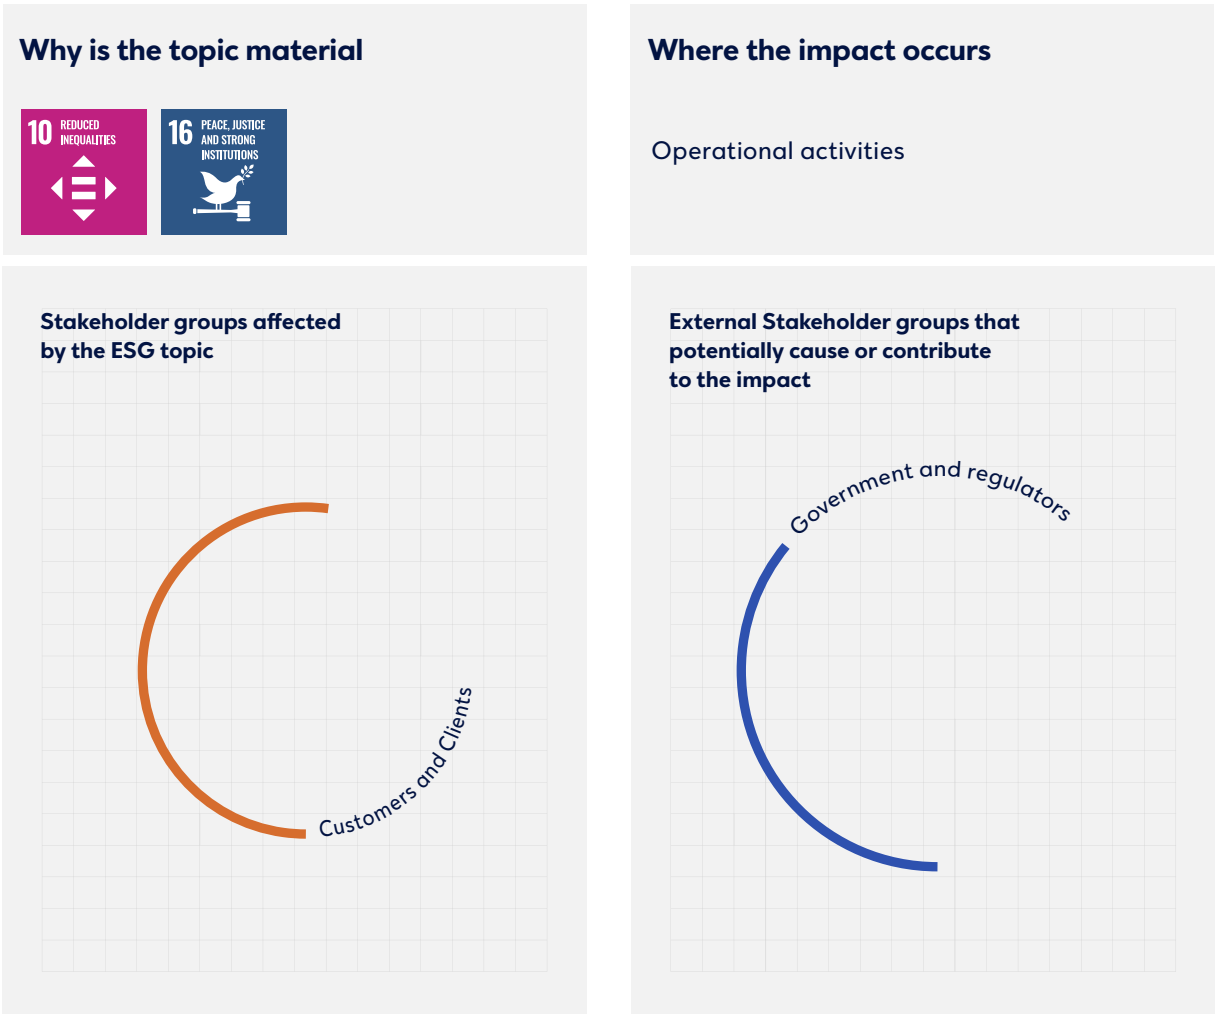 Why is the topic material
10 REDUCED
INEQUALITIES
16 PEACE, JUSTICE
AND STRONG
INSTITUTIONS
Where the impact occurs
Operational activities
Stakeholder groups affected
by the ESG topic
Customers and Clients
External Stakeholder groups that
potentially cause or contribute
to the impact
Government and regulators